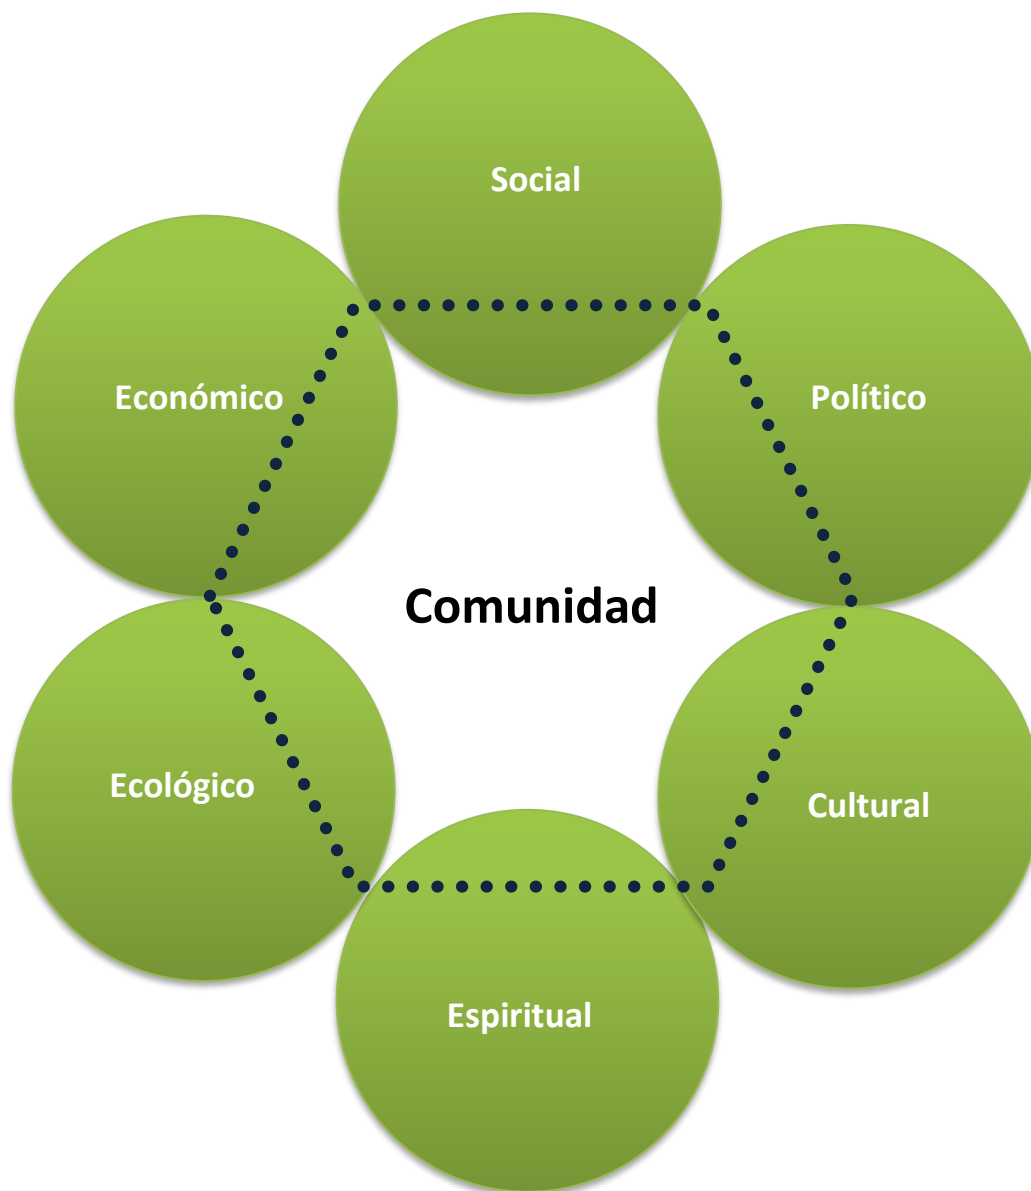 Social
Económico
Político
Comunidad
Ecológico
Cultural
Espiritual